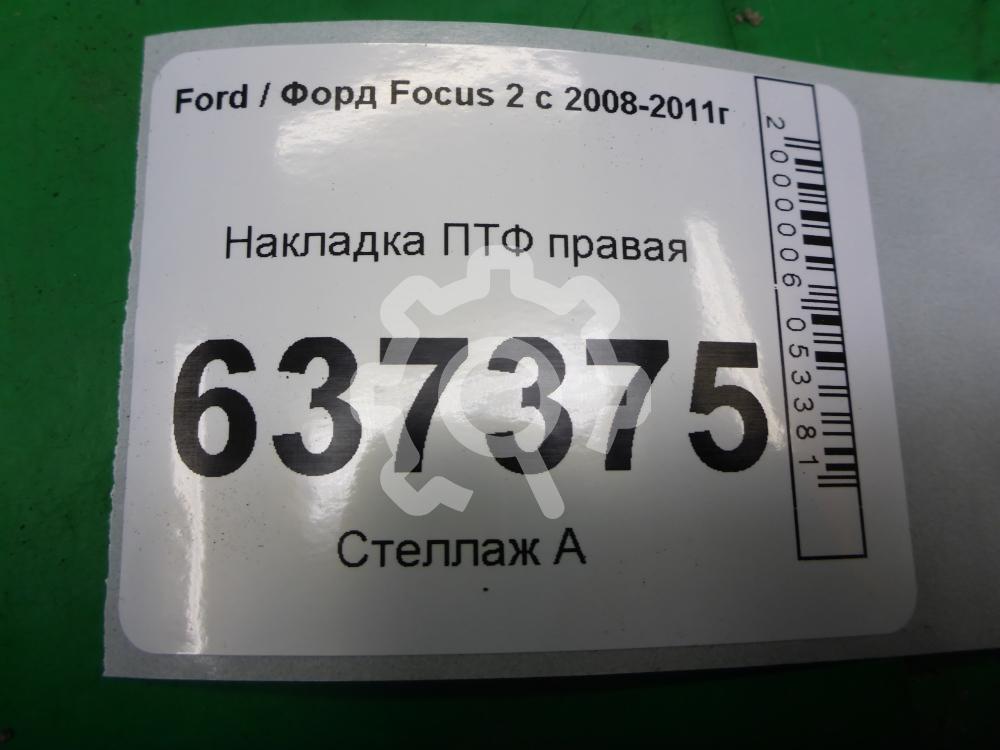 Ford / Форд Focus 2 с 2008-2011г
Накладка ПТФ правая
637375
Стеллаж А
2000006053381